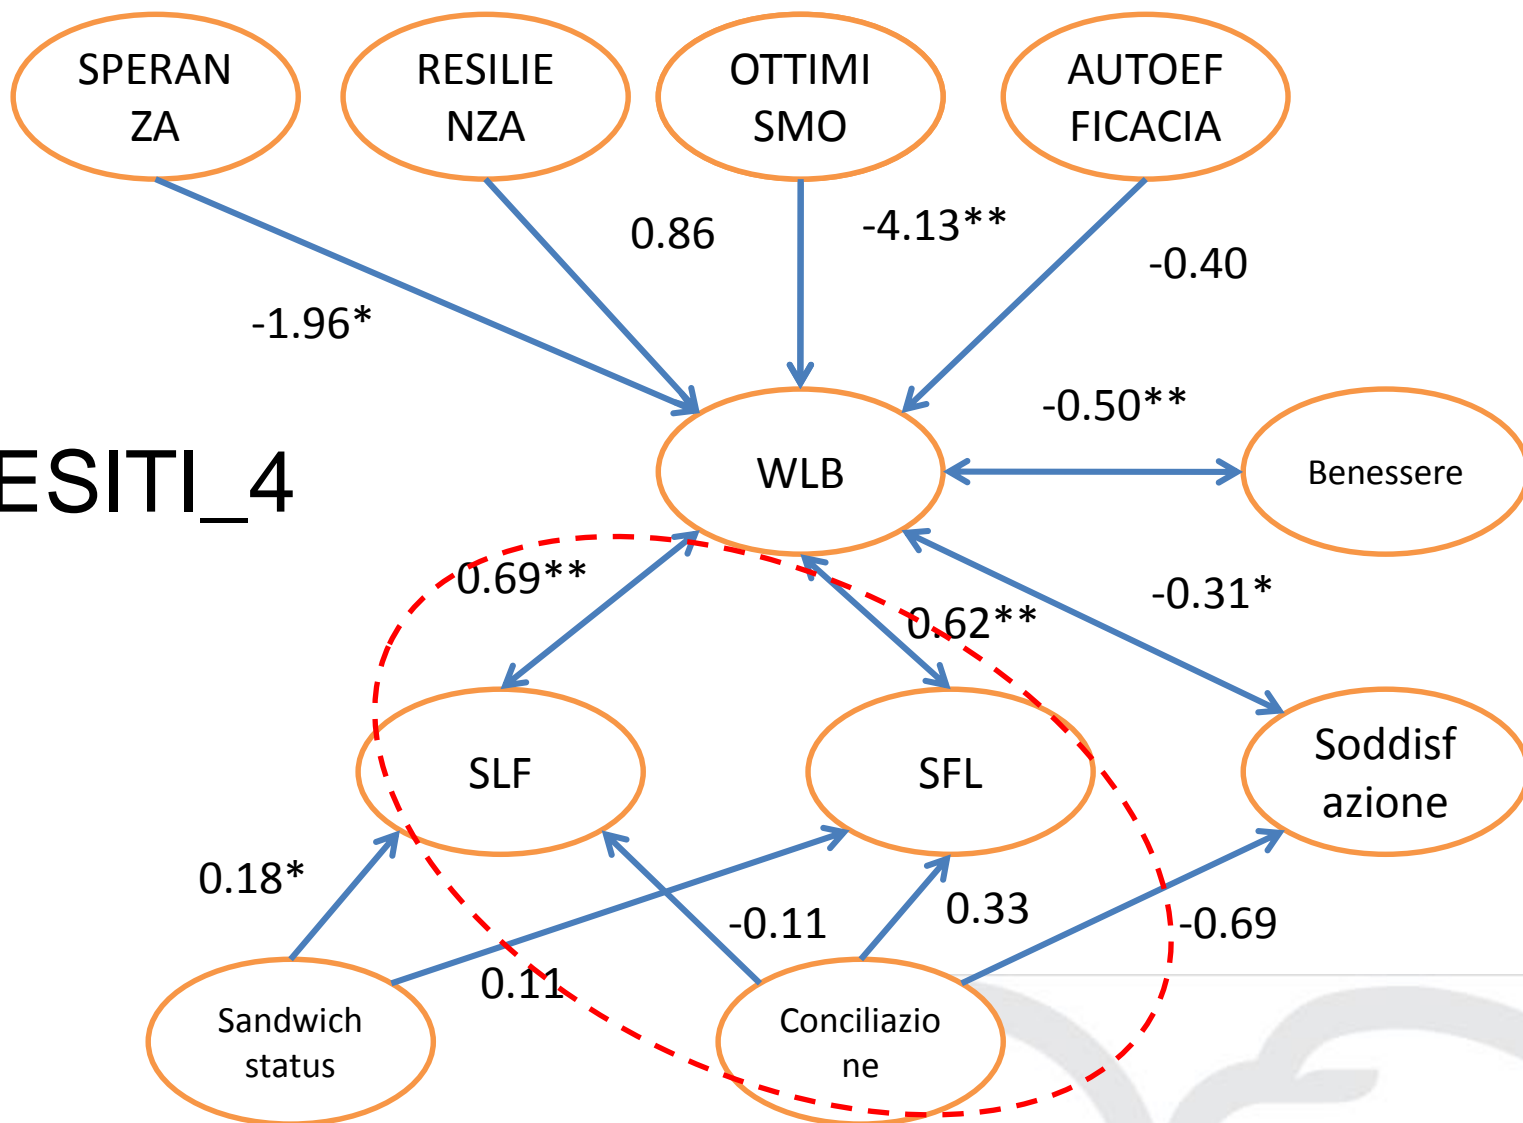 SPERAN
ZA
RESILIE
NZA
OTTIMI
SMO
AUTOEF
FICACIA
0.86
-4.13**
-0.40
-1.96*
-0.50**
WLB
Benessere
ESITI_4
0.69**
0.62**
-0.31*
SLF
SFL
Soddisf
azione
0.18*
-0.11
0.33
-0.69
0.11
Sandwich
status
Conciliazio
ne